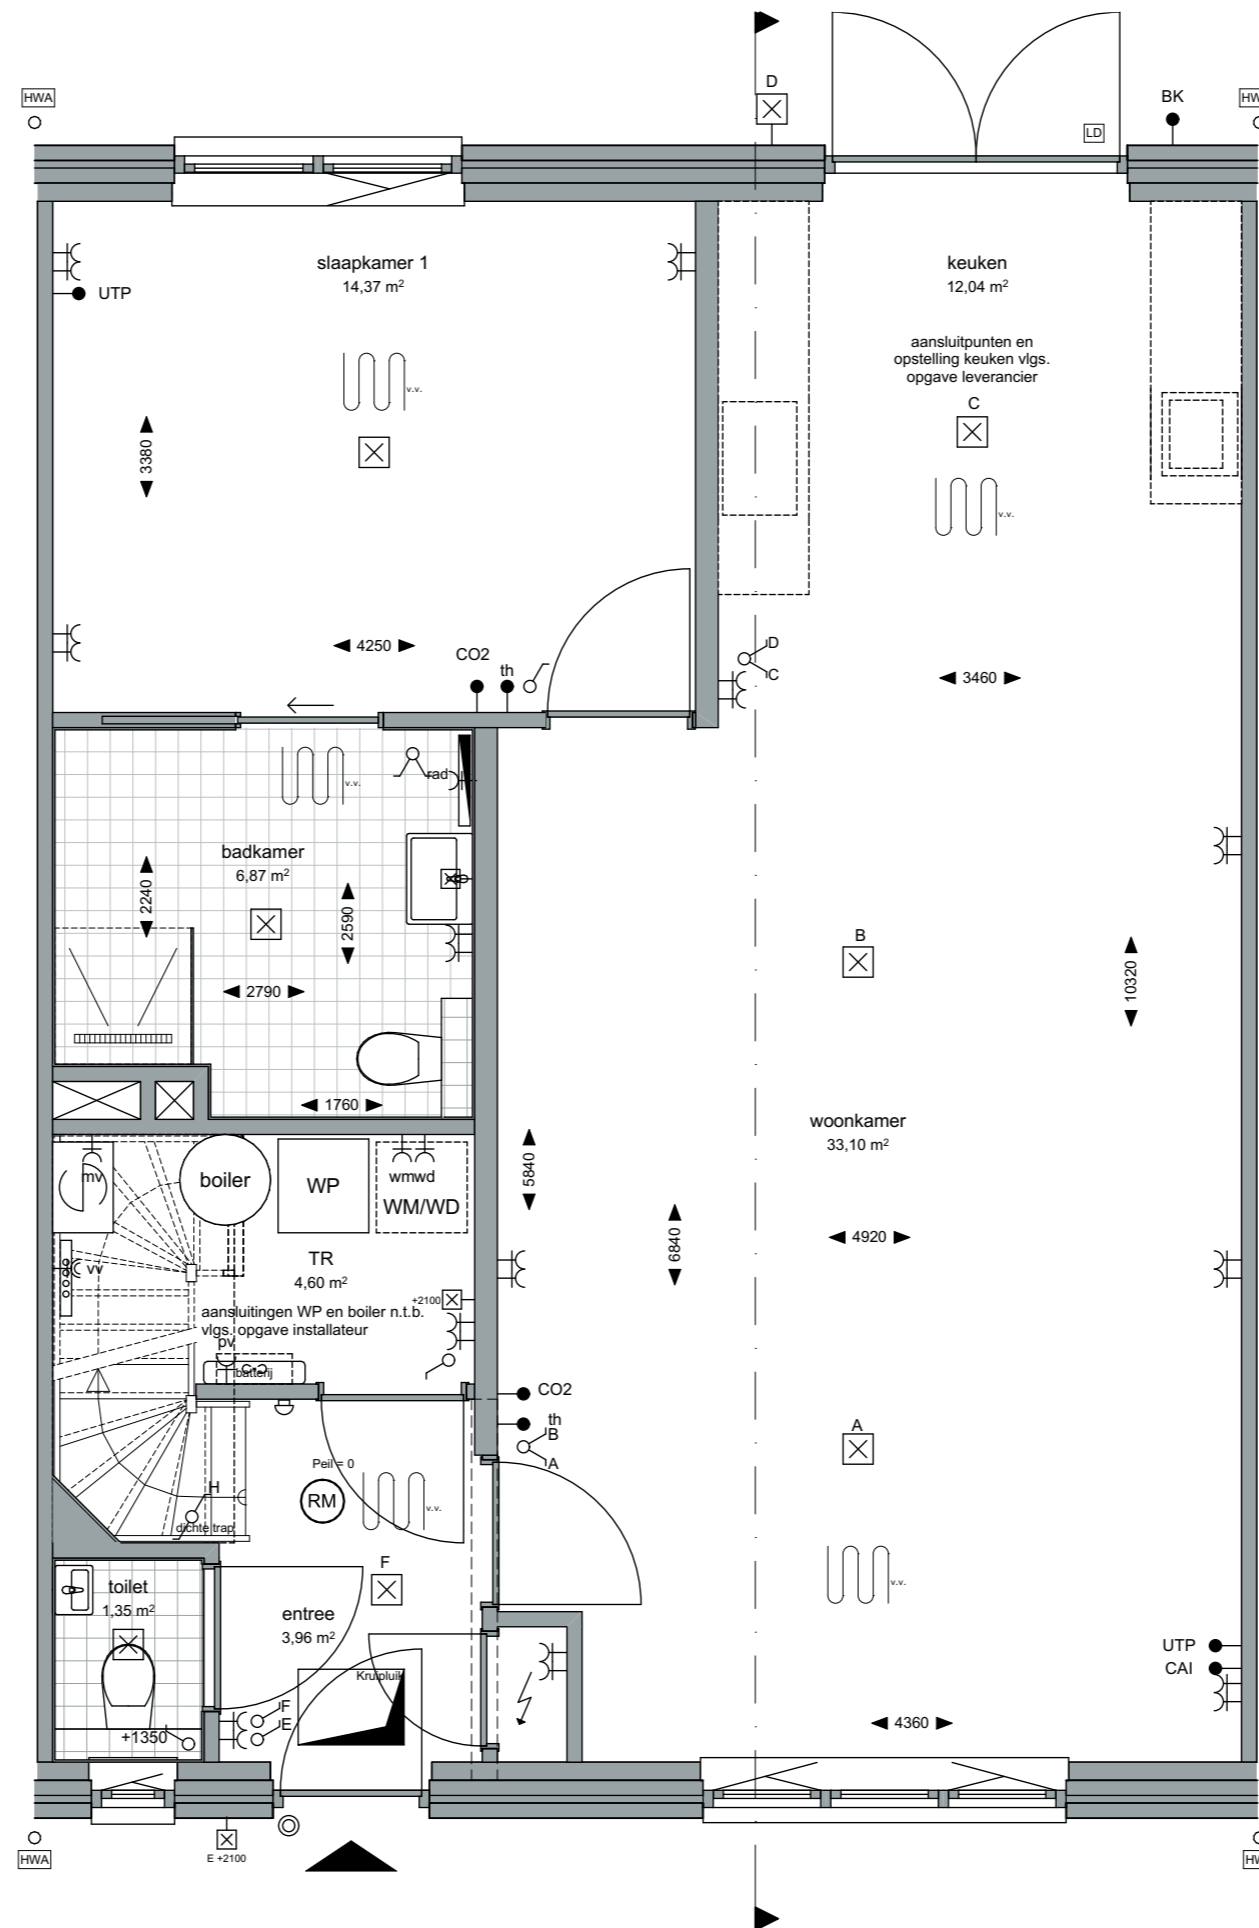 D
HWA
BK
HW
LD
slaapkamer 1
14,37 m²
keuken
12,04 m²
UTP
aansluitpunten en
opstelling keuken vlgs.
opgave leverancier
v.v.
C
3380
v.v.
4250
CO2
th
D
C
3460
rad
v.v.
badkamer
6,87 m²
2240
2590
2790
B
10320
1760
woonkamer
33,10 m²
5840
6840
4920
mv
boiler
WP
wmwd
WM/WD
vv
TR
4,60 m²
+2100
aansluitingen WP en boiler n.t.b.
vlgs. opgave installateur
pv
batterij
CO2
th
B
A
A
Peil = 0
RM
v.v.
H
dichte trap
F
v.v.
toilet
1,35 m²
entree
3,96 m²
UTP
CAI
Kruipluik
F
E
+1350
4360
E +2100
HWA
HW